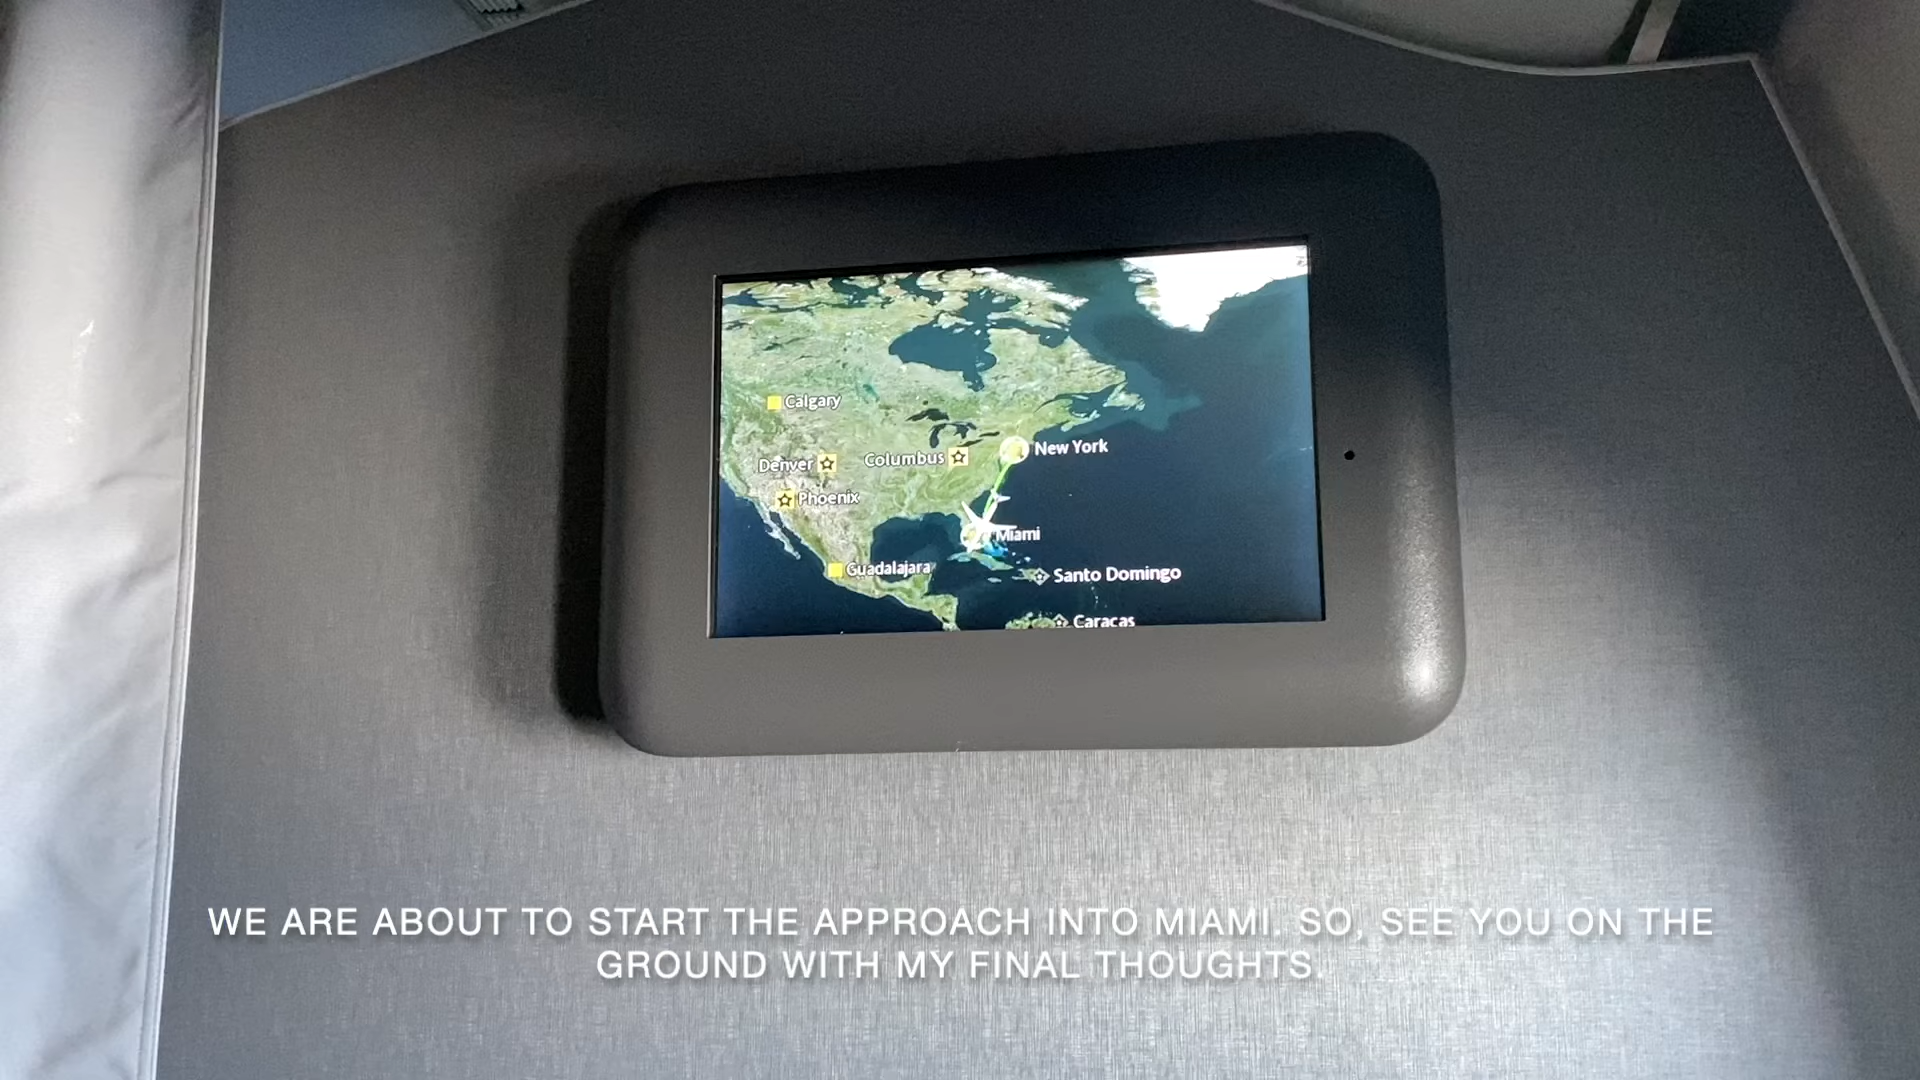 Calgary
New York
Denver
Columbus
Phoenix
Miami
Guadalajara
Santo Domingo
Caracas
WE ARE ABOUT TO START THE APPROACH INTO MIAMI. SO, SEE YOU ON THE
GROUND WITH MY FINAL THOUGHTS.